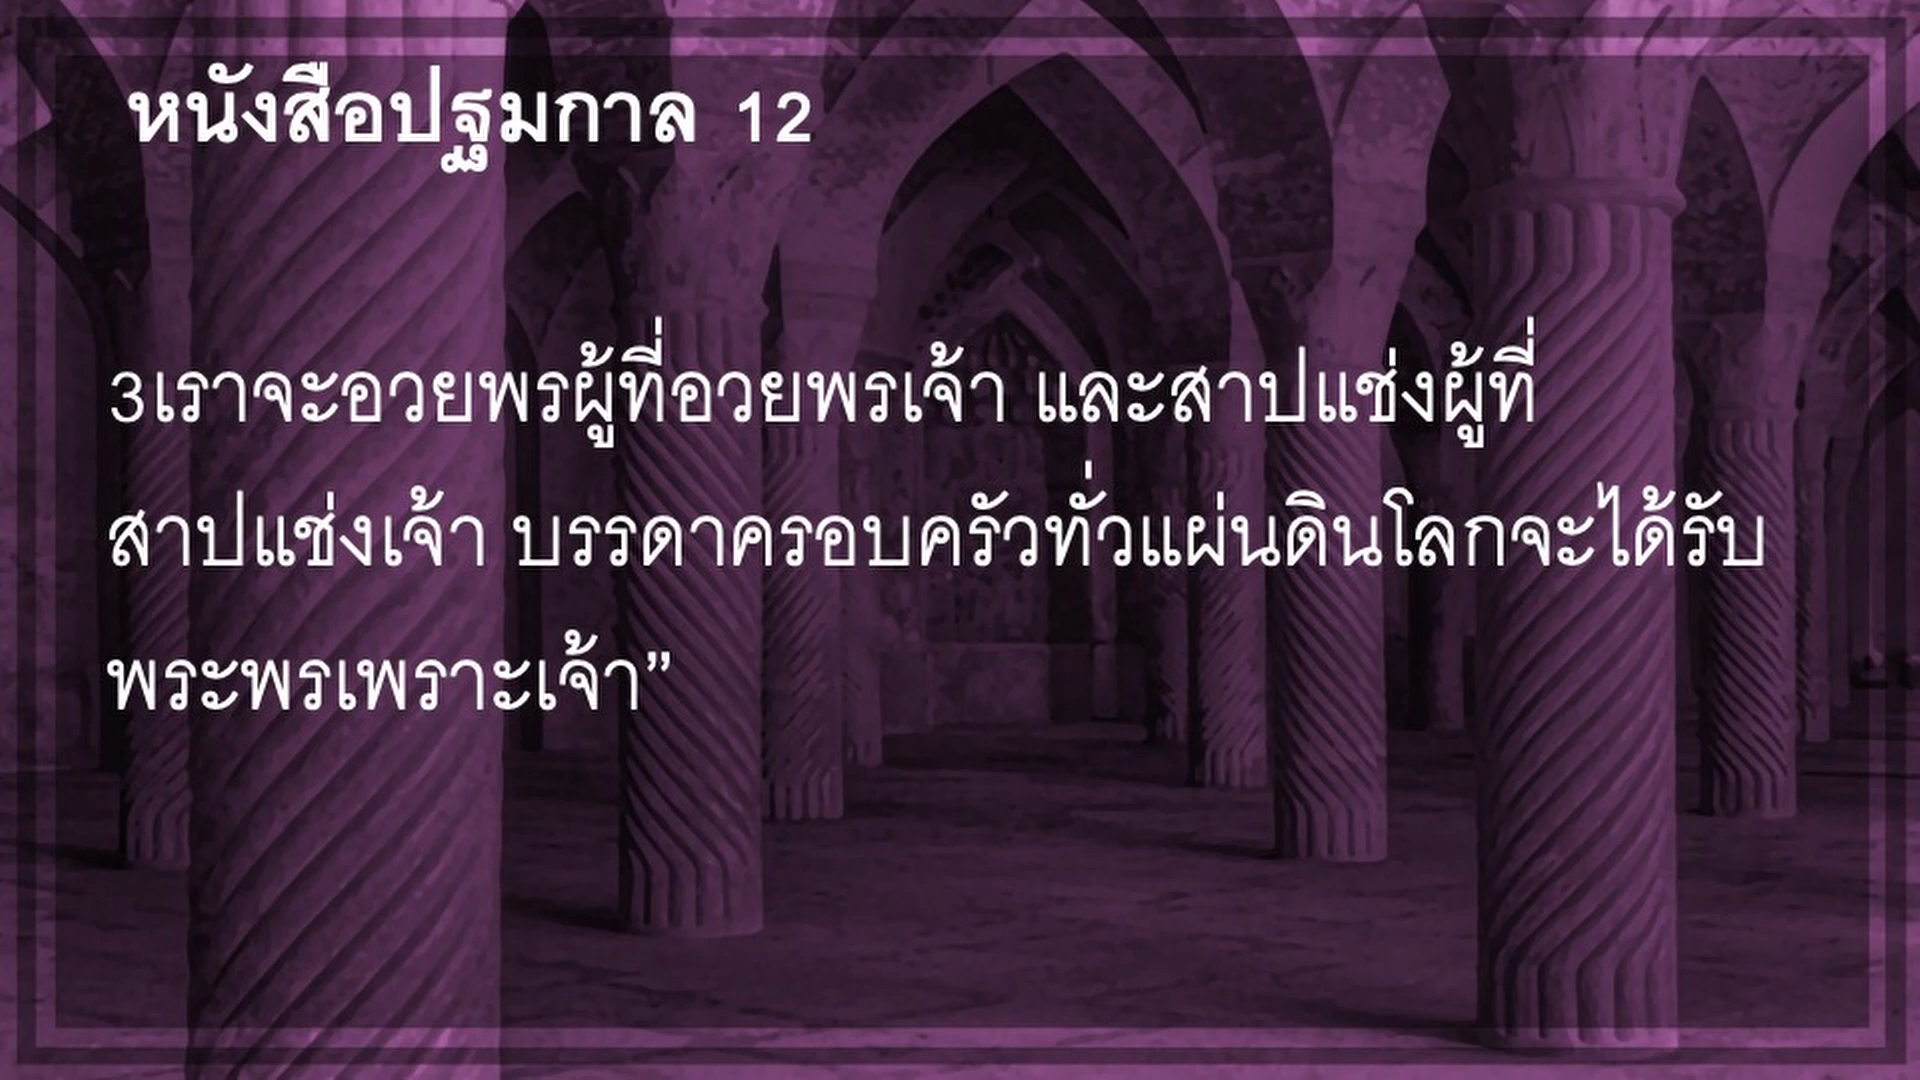 หนังสือปฐมกาล 12
3เราจะอวยพรผู้ที่อวยพรเจ้า และสาปแช่งผู้ที่
สาปแช่งเจ้า บรรดาครอบครัวทั่วแผ่นดินโลกจะได้รับ
พระพรเพราะเจ้า”